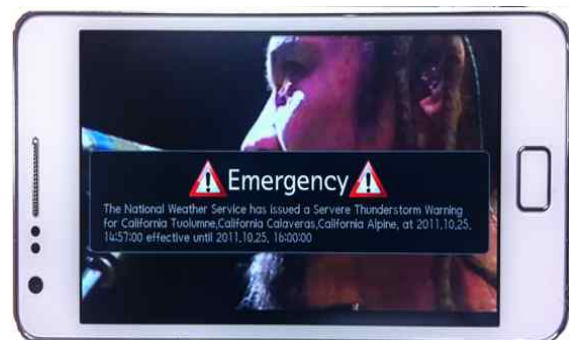 Emergency
The National Weather Service has issued a Servere Thunderstorm Warning
for California Tuolumne,California Calaveras,California Alpine, at 2011.10.25.
14:57:00 effective until 2011.10.25. 16:00:00